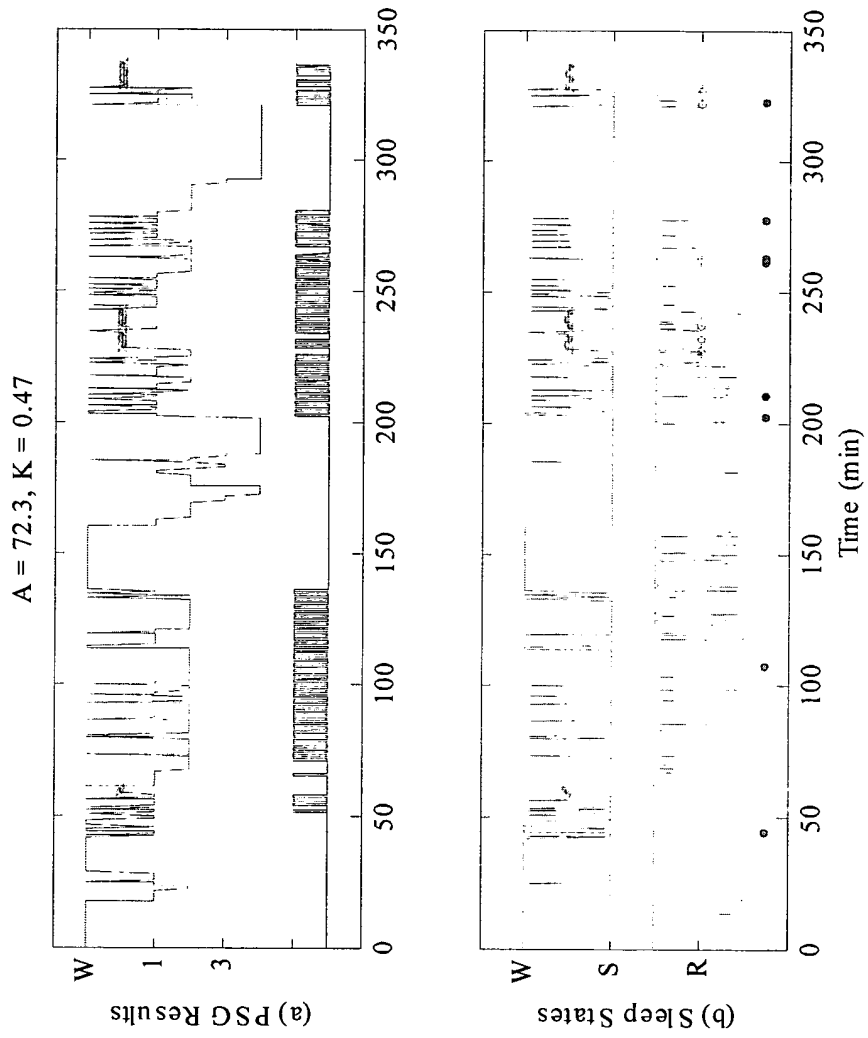 A = 72.3, K = 0.47
(a) PSG Results
W
1
3
0 50 100 150 200 250 300 350
(b) Sleep States
W
S
R
0 50 100 150 200 250 300 350
Time (min)